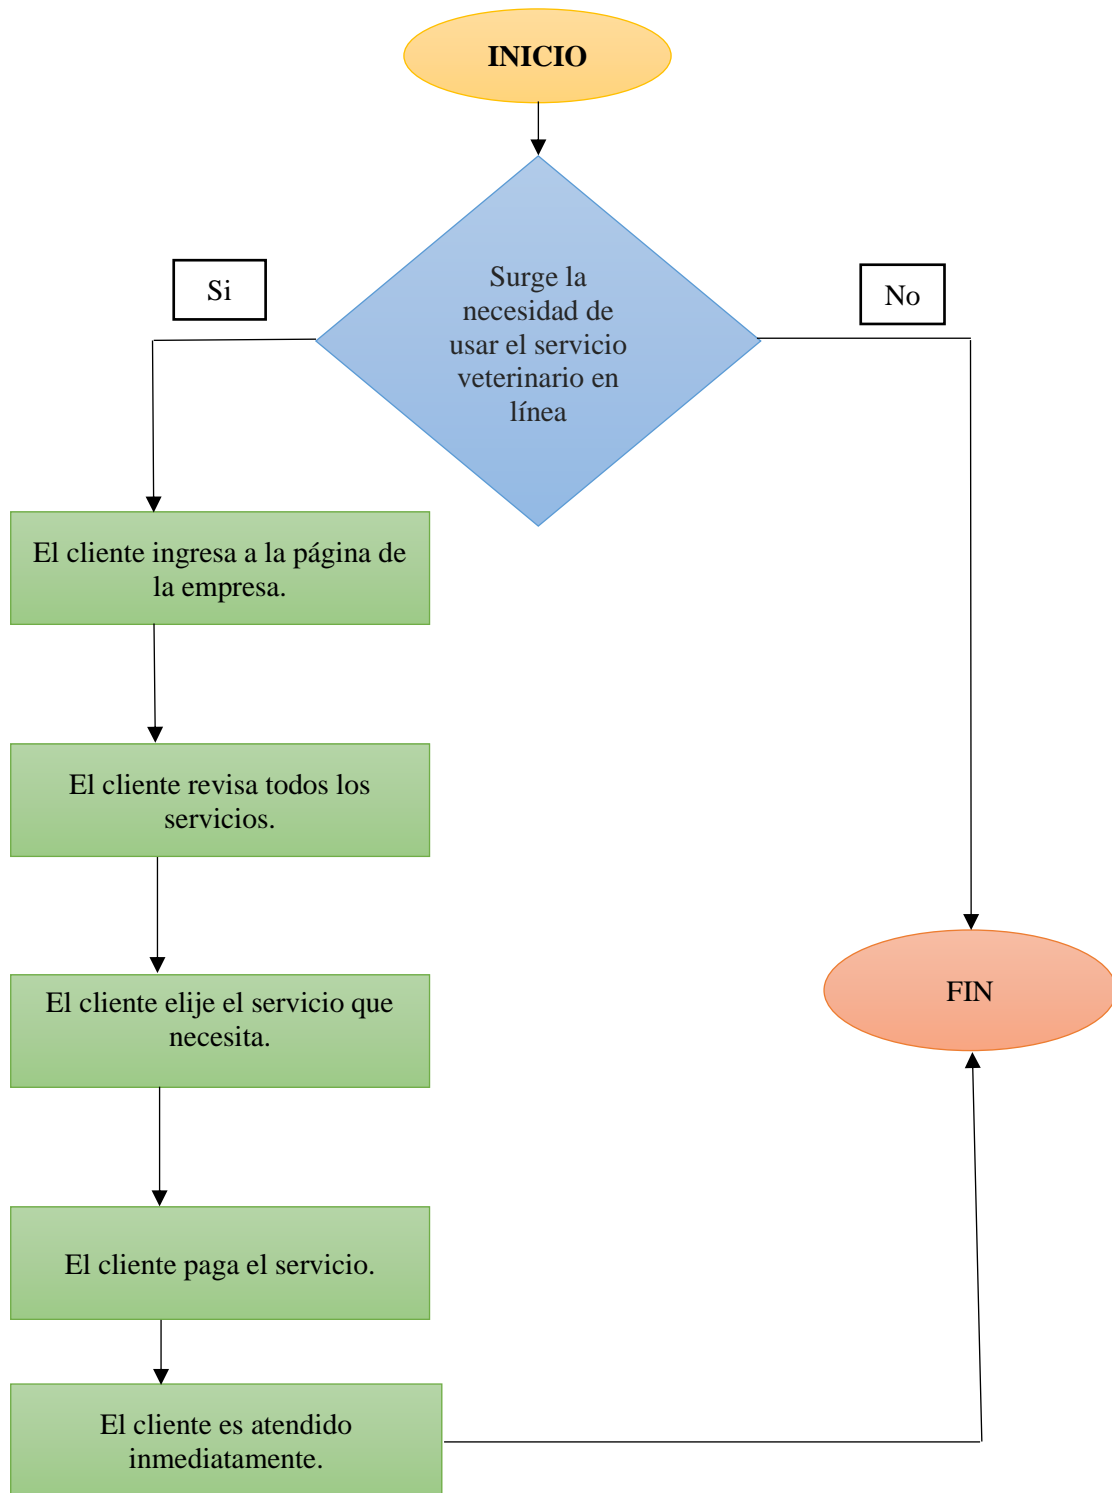 INICIO
Surge la
necesidad de
usar el servicio
veterinario en
línea
Si
No
El cliente ingresa a la página de
la empresa.
El cliente revisa todos los
servicios.
El cliente elije el servicio que
necesita.
El cliente paga el servicio.
El cliente es atendido
inmediatamente.
FIN